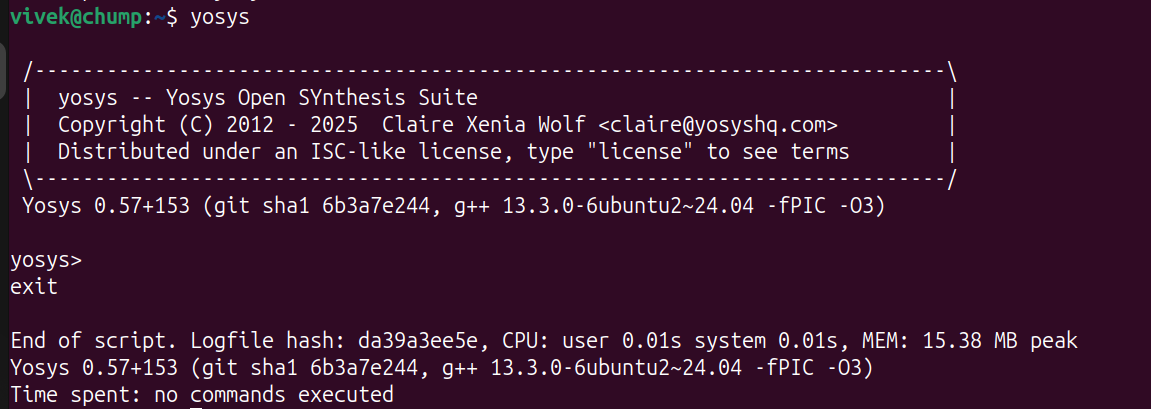 vivek@chump:~$ yosys
/----------------------------------------------------------------------------\
| yosys -- Yosys Open SYnthesis Suite |
| Copyright (C) 2012 - 2025 Claire Xenia Wolf <claire@yosyshq.com> |
| Distributed under an ISC-like license, type "license" to see terms |
\----------------------------------------------------------------------------/
Yosys 0.57+153 (git sha1 6b3a7e244, g++ 13.3.0-6ubuntu2~24.04 -fPIC -O3)
yosys>
exit
End of script. Logfile hash: da39a3ee5e, CPU: user 0.01s system 0.01s, MEM: 15.38 MB peak
Yosys 0.57+153 (git sha1 6b3a7e244, g++ 13.3.0-6ubuntu2~24.04 -fPIC -O3)
Time spent: no commands executed